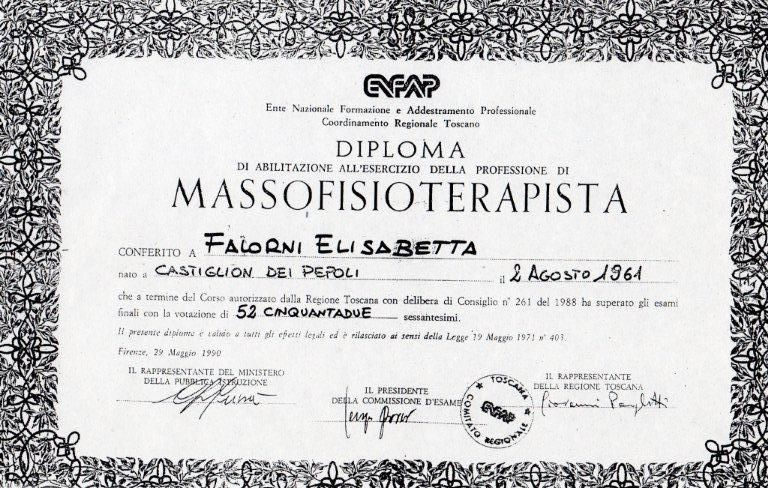 ENFAP
Ente Nazionale Formazione e Addestramento Professionale
Coordinamento Regionale Toscano
DIPLOMA
DI ABILITAZIONE ALL'ESERCIZIO DELLA PROFESSIONE DI
MASSOFISIOTERAPISTA
CONFERITO A FALORNI ELISABETTA
nato a CASTIGLION DEI PEPOLI il 2 AGOSTO 1961
che a termine del Corso autorizzato dalla Regione Toscana con delibera di Consiglio n° 261 del 1988 ha superato gli esami
finali con la votazione di 52 CINQUANTADUE sessantesimi.
Il presente diploma è valido a tutti gli effetti legali ed è rilasciato ai sensi della Legge 19 Maggio 1971 n° 403.
Firenze, 29 Maggio 1990
IL RAPPRESENTANTE DEL MINISTERO
DELLA PUBBLICA ISTRUZIONE
IL PRESIDENTE
DELLA COMMISSIONE D'ESAME
TOSCANA
ENFAP
COMITATO REGIONALE
IL RAPPRESENTANTE
DELLA REGIONE TOSCANA